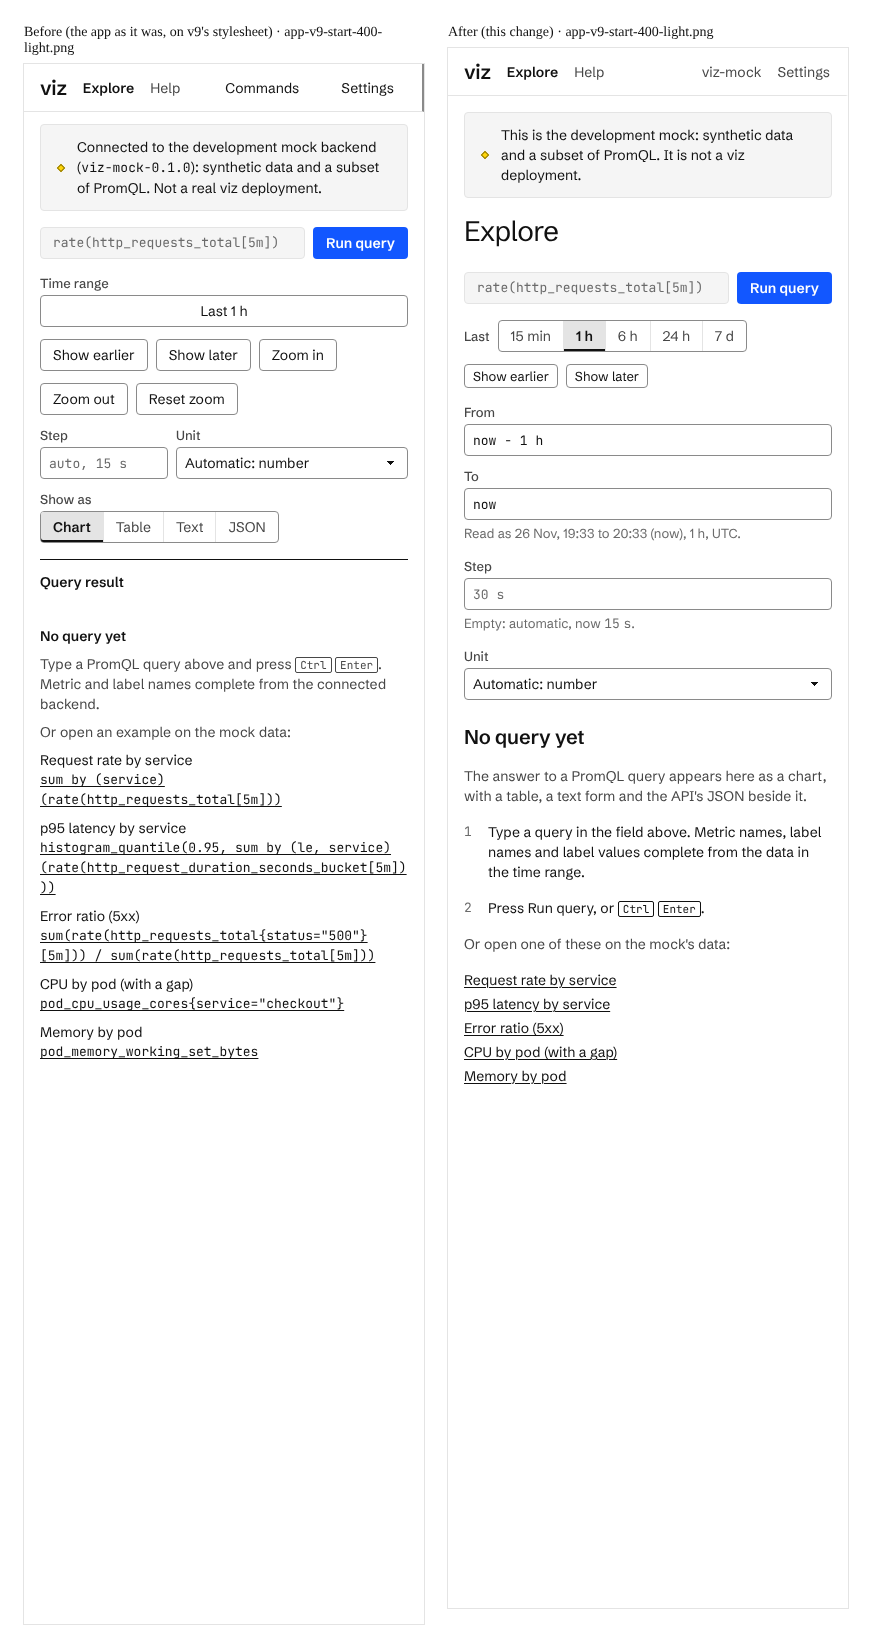 Before (the app as it was, on v9's stylesheet) · app-v9-start-400-
light.png
viz Explore Help Commands Settings
Connected to the development mock backend
(viz-mock-0.1.0): synthetic data and a subset
of PromQL. Not a real viz deployment.
rate(http_requests_total[5m]) Run query
Time range
Last 1 h
Show earlier Show later Zoom in
Zoom out Reset zoom
Step Unit
auto, 15 s Automatic: number
Show as
Chart Table Text JSON
Query result
No query yet
Type a PromQL query above and press Ctrl Enter.
Metric and label names complete from the connected
backend.
Or open an example on the mock data:
Request rate by service
sum by (service)
(rate(http_requests_total[5m]))
p95 latency by service
histogram_quantile(0.95, sum by (le, service)
(rate(http_request_duration_seconds_bucket[5m])
))
Error ratio (5xx)
sum(rate(http_requests_total{status="500"}
[5m])) / sum(rate(http_requests_total[5m]))
CPU by pod (with a gap)
pod_cpu_usage_cores{service="checkout"}
Memory by pod
pod_memory_working_set_bytes
After (this change) · app-v9-start-400-light.png
viz Explore Help viz-mock Settings
This is the development mock: synthetic data
and a subset of PromQL. It is not a viz
deployment.
Explore
rate(http_requests_total[5m]) Run query
Last 15 min 1 h 6 h 24 h 7 d
Show earlier Show later
From
now - 1 h
To
now
Read as 26 Nov, 19:33 to 20:33 (now), 1 h, UTC.
Step
30 s
Empty: automatic, now 15 s.
Unit
Automatic: number
No query yet
The answer to a PromQL query appears here as a chart,
with a table, a text form and the API's JSON beside it.
1 Type a query in the field above. Metric names, label
names and label values complete from the data in
the time range.
2 Press Run query, or Ctrl Enter.
Or open one of these on the mock's data:
Request rate by service
p95 latency by service
Error ratio (5xx)
CPU by pod (with a gap)
Memory by pod